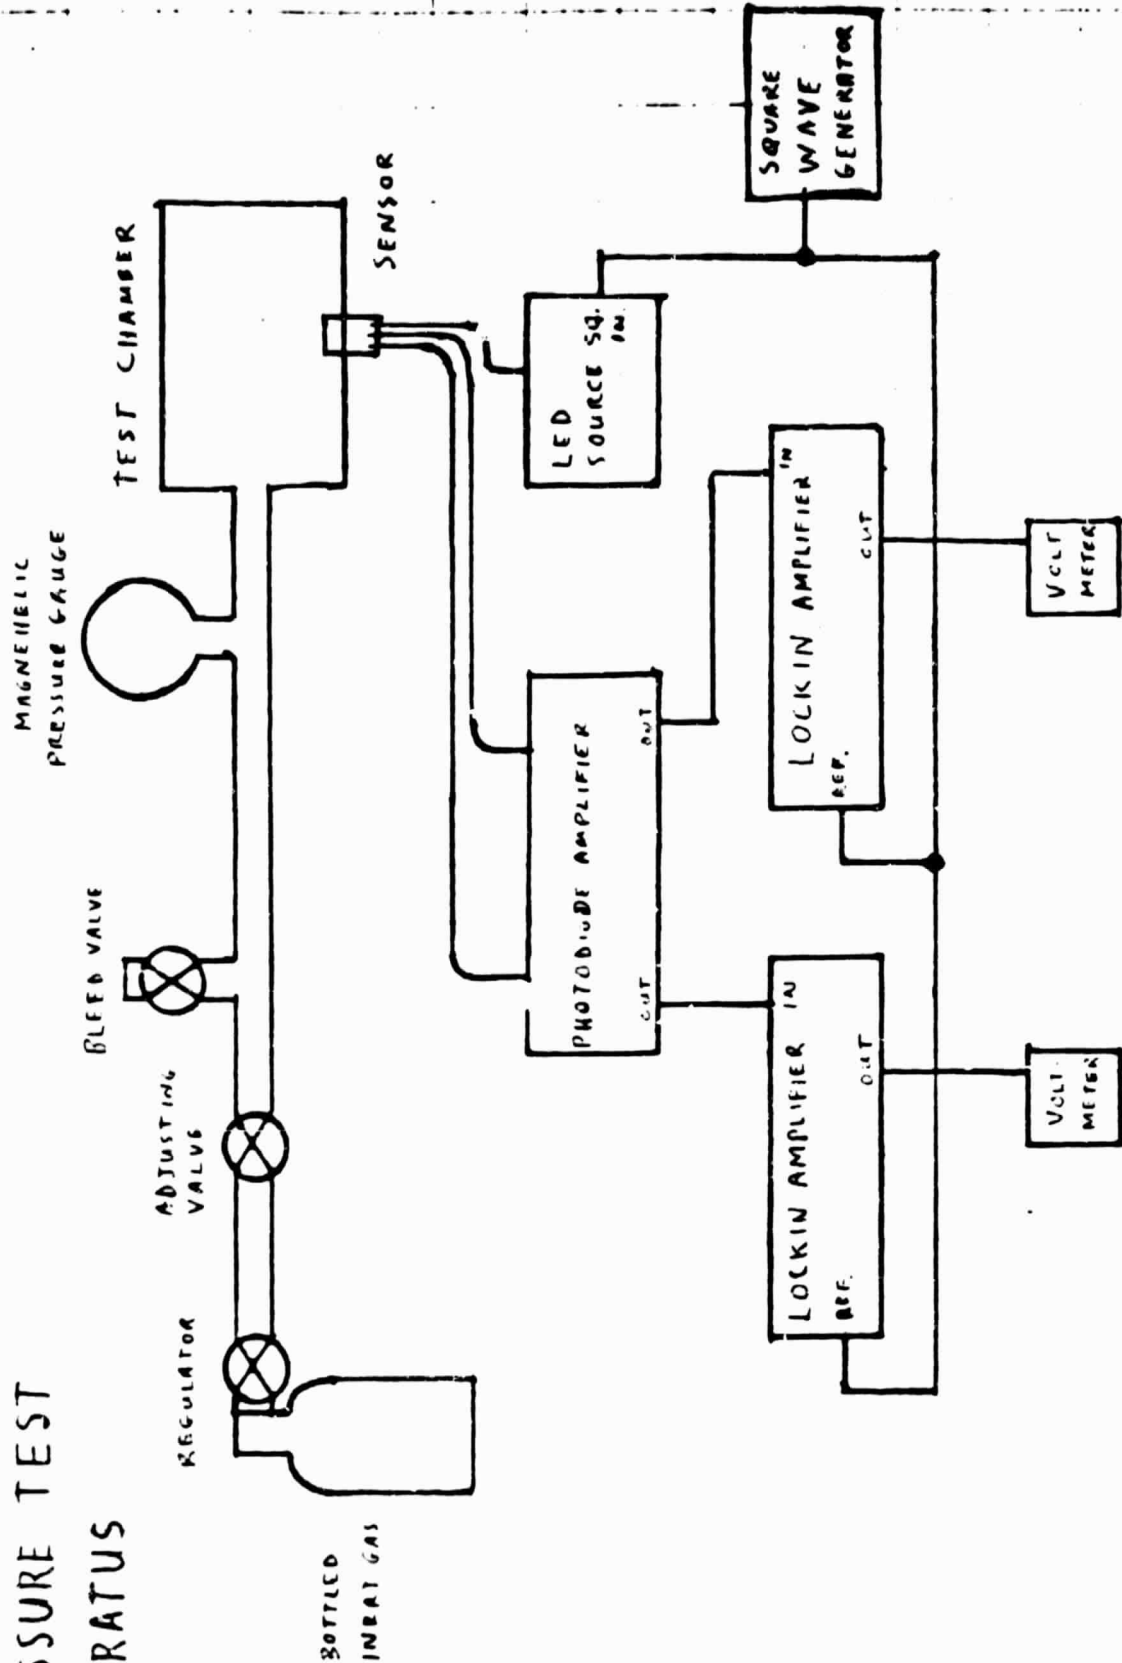 SSURE TEST
RATUS
BOTTLED
INRAT GAS
REGULATOR
ADJUSTING
VALVE
BLEED VALVE
MAGNEHELIC
PRESSURE GAUGE
TEST CHAMBER
SENSOR
LED
SOURCE SQ.
IN
SQUARE
WAVE
GENERATOR
PHOTODIODE AMPLIFIER
OUT
OUT
LOCKIN AMPLIFIER
IN
REF.
OUT
LOCKIN AMPLIFIER
IN
REF.
OUT
VOLT
METER
VOLT
METER